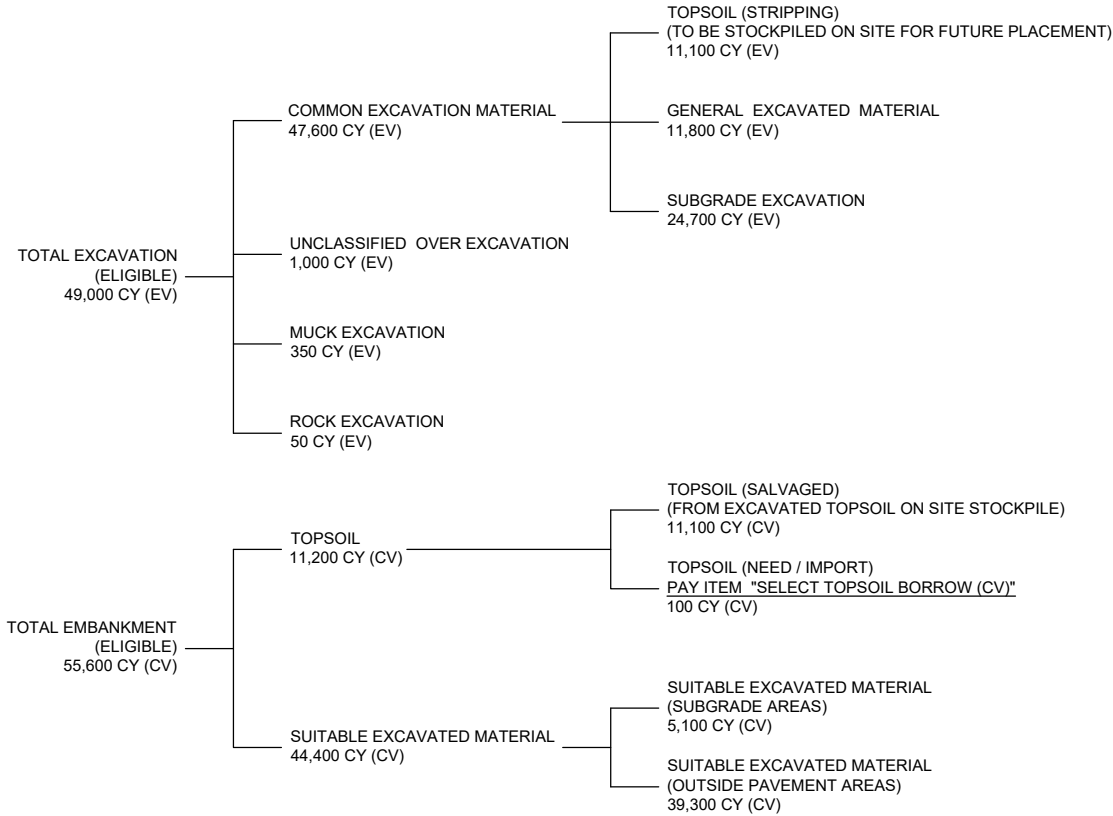 TOTAL EXCAVATION
(ELIGIBLE)
49,000 CY (EV)
COMMON EXCAVATION MATERIAL
47,600 CY (EV)
TOPSOIL (STRIPPING)
(TO BE STOCKPILED ON SITE FOR FUTURE PLACEMENT)
11,100 CY (EV)
GENERAL EXCAVATED MATERIAL
11,800 CY (EV)
SUBGRADE EXCAVATION
24,700 CY (EV)
UNCLASSIFIED OVER EXCAVATION
1,000 CY (EV)
MUCK EXCAVATION
350 CY (EV)
ROCK EXCAVATION
50 CY (EV)
TOTAL EMBANKMENT
(ELIGIBLE)
55,600 CY (CV)
TOPSOIL
11,200 CY (CV)
TOPSOIL (SALVAGED)
(FROM EXCAVATED TOPSOIL ON SITE STOCKPILE)
11,100 CY (CV)
TOPSOIL (NEED / IMPORT)
PAY ITEM "SELECT TOPSOIL BORROW (CV)"
100 CY (CV)
SUITABLE EXCAVATED MATERIAL
44,400 CY (CV)
SUITABLE EXCAVATED MATERIAL
(SUBGRADE AREAS)
5,100 CY (CV)
SUITABLE EXCAVATED MATERIAL
(OUTSIDE PAVEMENT AREAS)
39,300 CY (CV)